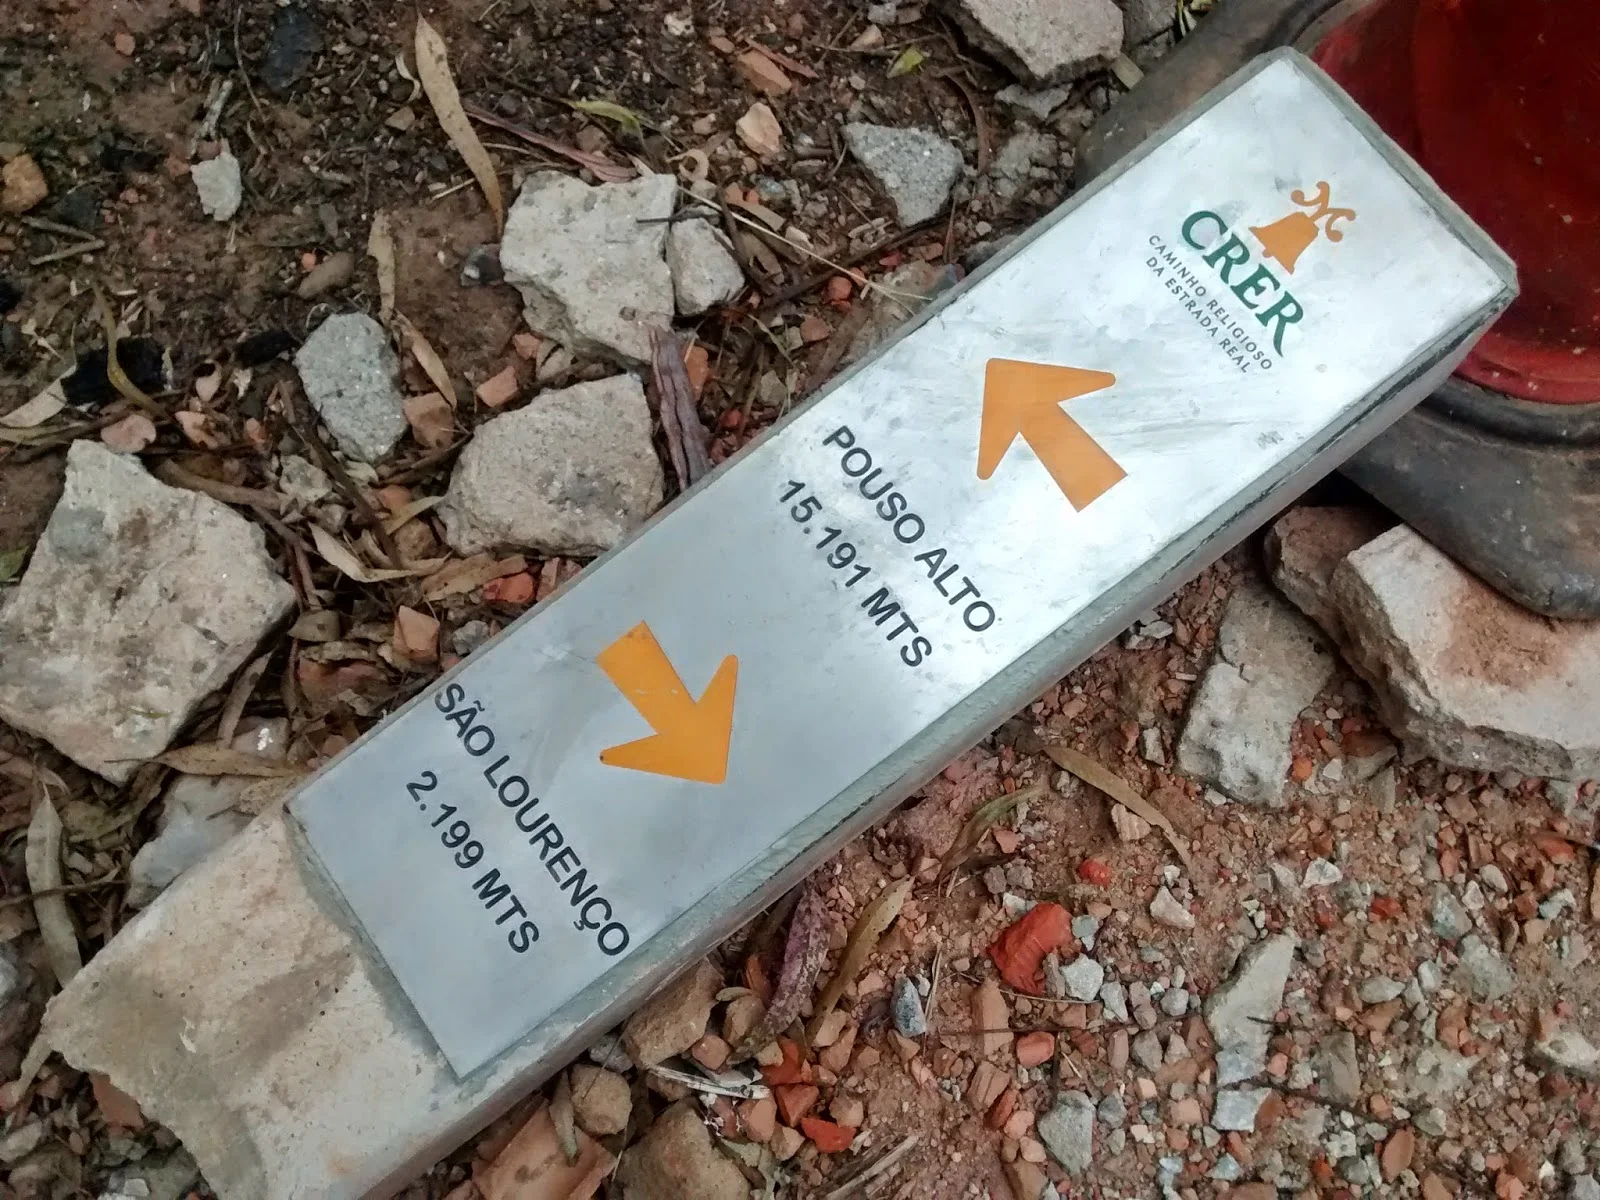 CRER
CAMINHO RELIGIOSO
DA ESTRADA REAL
POUSO ALTO
15.191 MTS
SÃO LOURENÇO
2.199 MTS